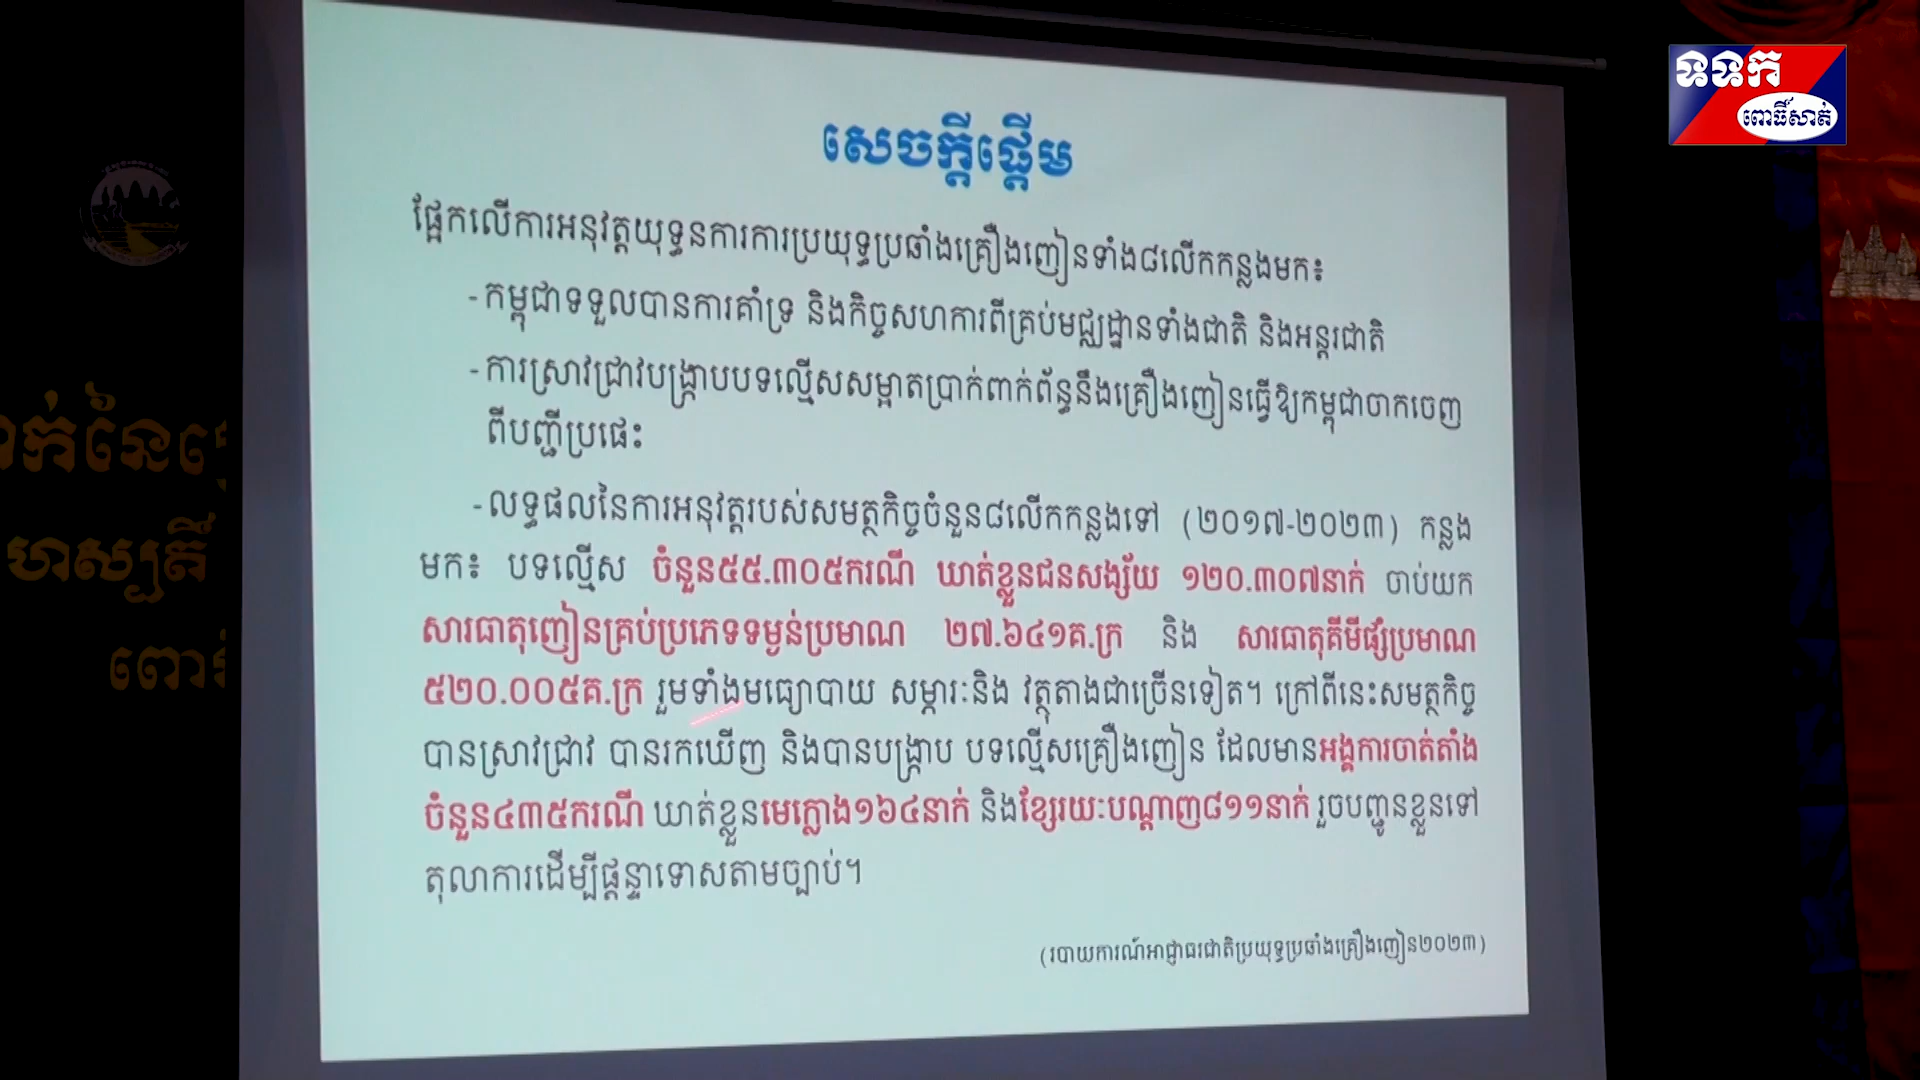 ទទក
ពោធិ៍សាត់
សេចក្តីផ្តើម
ផ្អែកលើការអនុវត្តយុទ្ធនការការប្រយុទ្ធប្រឆាំងគ្រឿងញៀនទាំង៨លើកកន្លងមក៖
-កម្ពុជាទទួលបានការគាំទ្រ និងកិច្ចសហការពីគ្រប់មជ្ឈដ្ឋានទាំងជាតិ និងអន្តរជាតិ
-ការស្រាវជ្រាវបង្ក្រាបបទល្មើសសម្អាតប្រាក់ពាក់ព័ន្ធនឹងគ្រឿងញៀនធ្វើឱ្យកម្ពុជាចាកចេញ
ពីបញ្ជីប្រផេះ
-លទ្ធផលនៃការអនុវត្តរបស់សមត្ថកិច្ចចំនួន៨លើកកន្លងទៅ (២០១៧-២០២៣) កន្លង
មក៖ បទល្មើស ចំនួន៥៥.៣០៥ករណី ឃាត់ខ្លួនជនសង្ស័យ ១២០.៣០៧នាក់ ចាប់យក
សារធាតុញៀនគ្រប់ប្រភេទទម្ងន់ប្រមាណ ២៧.៦៤១គ.ក្រ និង សារធាតុគីមីផ្សំប្រមាណ
៥២០.០០៥គ.ក្រ រួមទាំងមធ្យោបាយ សម្ភារៈនិង វត្ថុតាងជាច្រើនទៀត។ ក្រៅពីនេះសមត្ថកិច្ច
បានស្រាវជ្រាវ បានរកឃើញ និងបានបង្ក្រាប បទល្មើសគ្រឿងញៀន ដែលមានអង្គការចាត់តាំង
ចំនួន៤៣៥ករណី ឃាត់ខ្លួនមេក្លោង១៦៤នាក់ និងខ្សែរយៈបណ្តាញ៨១១នាក់ រួចបញ្ជូនខ្លួនទៅ
តុលាការដើម្បីផ្តន្ទាទោសតាមច្បាប់។
(របាយការណ៍អាជ្ញាធរជាតិប្រយុទ្ធប្រឆាំងគ្រឿងញៀន២០២៣)